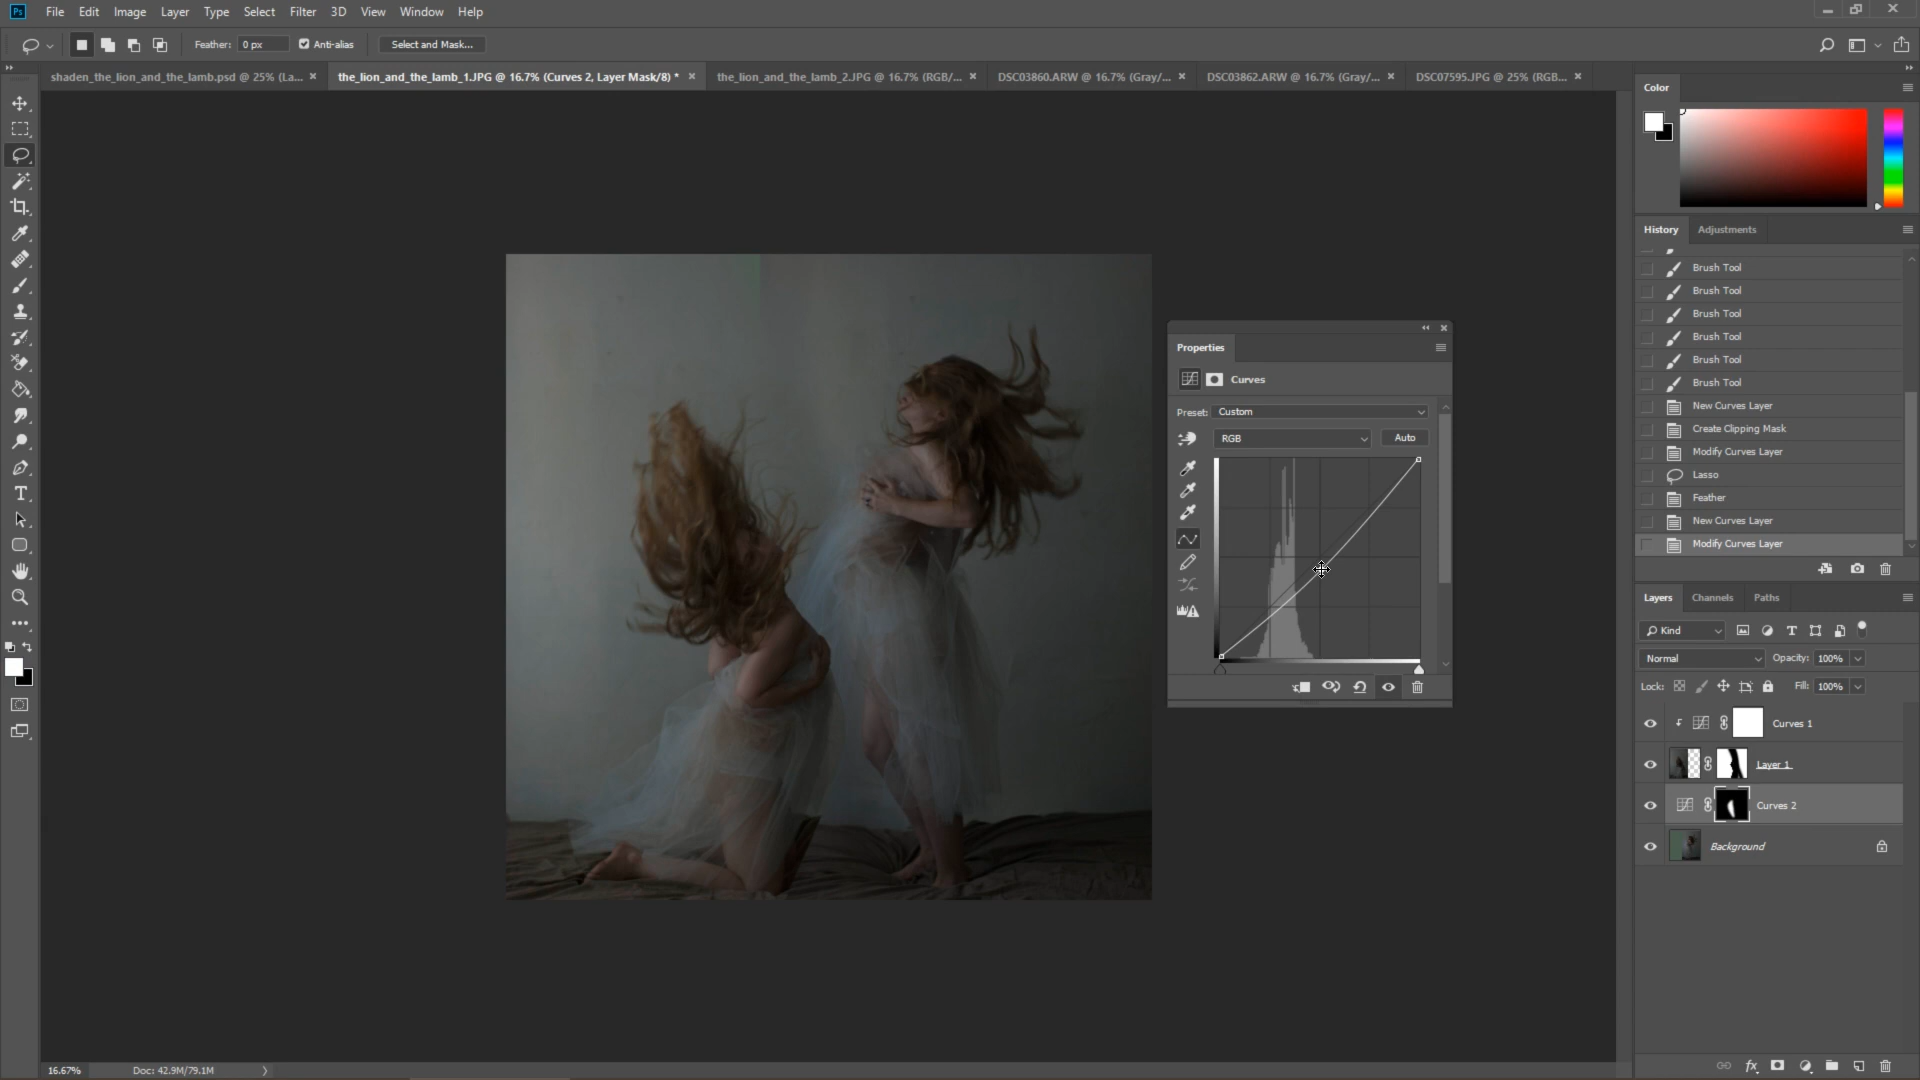 Ps File Edit Image Layer Type Select Filter 3D View Window Help
Feather: 0 px Anti-alias Select and Mask...
shaden_the_lion_and_the_lamb.psd @ 25% (La... × the_lion_and_the_lamb_1.JPG @ 16.7% (Curves 2, Layer Mask/8) * × the_lion_and_the_lamb_2.JPG @ 16.7% (RGB/... × DSC03860.ARW @ 16.7% (Gray/... × DSC03862.ARW @ 16.7% (Gray/... × DSC07595.JPG @ 25% (RGB... ×
Color
History Adjustments
Brush Tool
Brush Tool
Brush Tool
Brush Tool
Brush Tool
Brush Tool
New Curves Layer
Create Clipping Mask
Modify Curves Layer
Lasso
Feather
New Curves Layer
Modify Curves Layer
Properties
Curves
Preset: Custom
RGB Auto
Layers Channels Paths
Kind
Normal Opacity: 100%
Lock: Fill: 100%
Curves 1
Layer 1
Curves 2
Background
16.67% Doc: 42.9M/79.1M